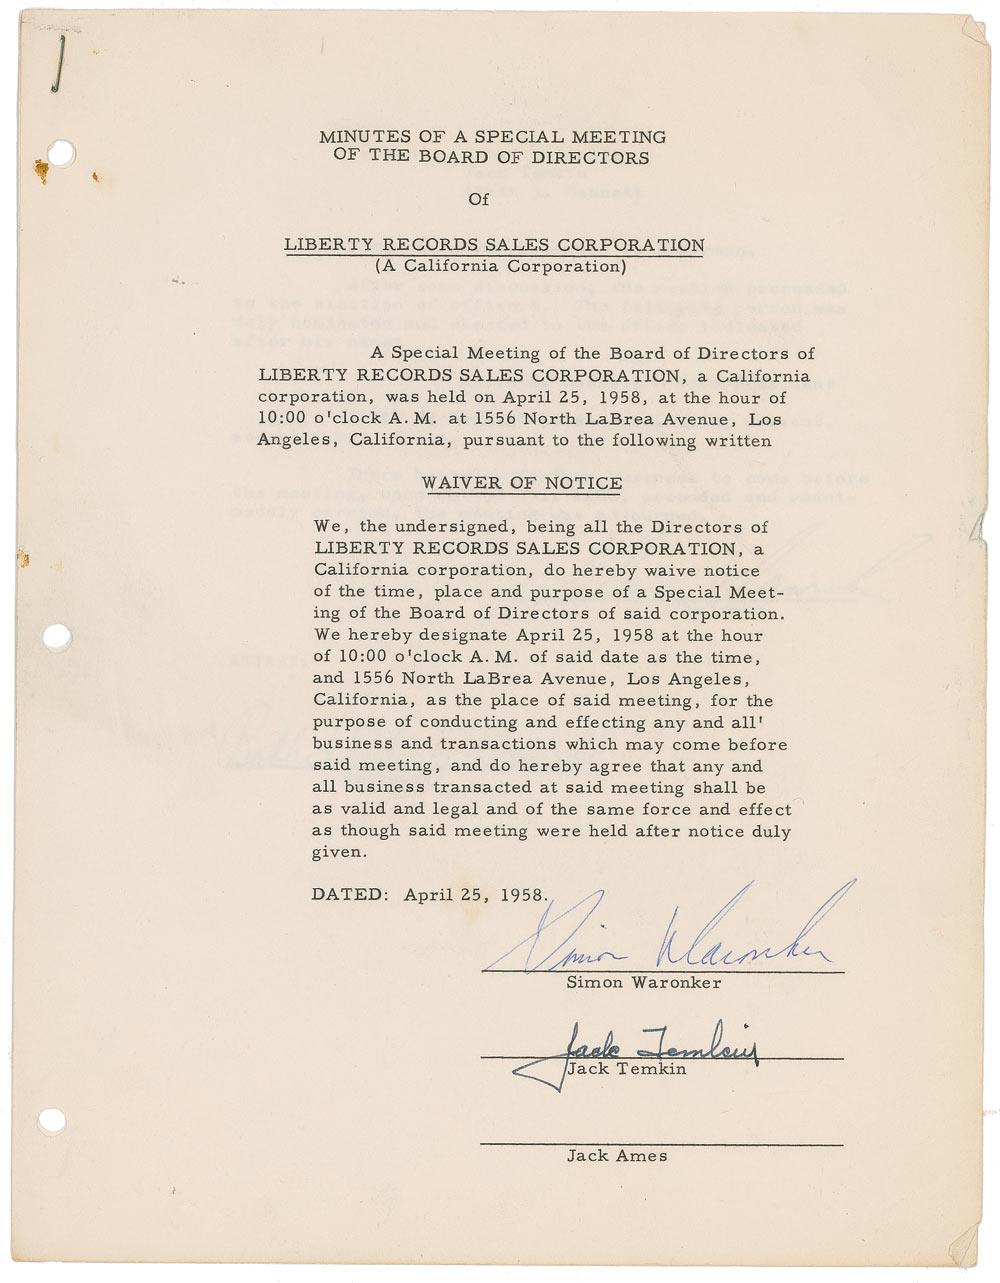 MINUTES OF A SPECIAL MEETING
OF THE BOARD OF DIRECTORS
Of
LIBERTY RECORDS SALES CORPORATION
(A California Corporation)
A Special Meeting of the Board of Directors of
LIBERTY RECORDS SALES CORPORATION, a California
corporation, was held on April 25, 1958, at the hour of
10:00 o'clock A. M. at 1556 North LaBrea Avenue, Los
Angeles, California, pursuant to the following written
WAIVER OF NOTICE
We, the undersigned, being all the Directors of
LIBERTY RECORDS SALES CORPORATION, a
California corporation, do hereby waive notice
of the time, place and purpose of a Special Meet-
ing of the Board of Directors of said corporation.
We hereby designate April 25, 1958 at the hour
of 10:00 o'clock A. M. of said date as the time,
and 1556 North LaBrea Avenue, Los Angeles,
California, as the place of said meeting, for the
purpose of conducting and effecting any and all'
business and transactions which may come before
said meeting, and do hereby agree that any and
all business transacted at said meeting shall be
as valid and legal and of the same force and effect
as though said meeting were held after notice duly
given.
DATED: April 25, 1958.
Simon Waronker
Simon Waronker
Jack Temkin
Jack Temkin
Jack Ames